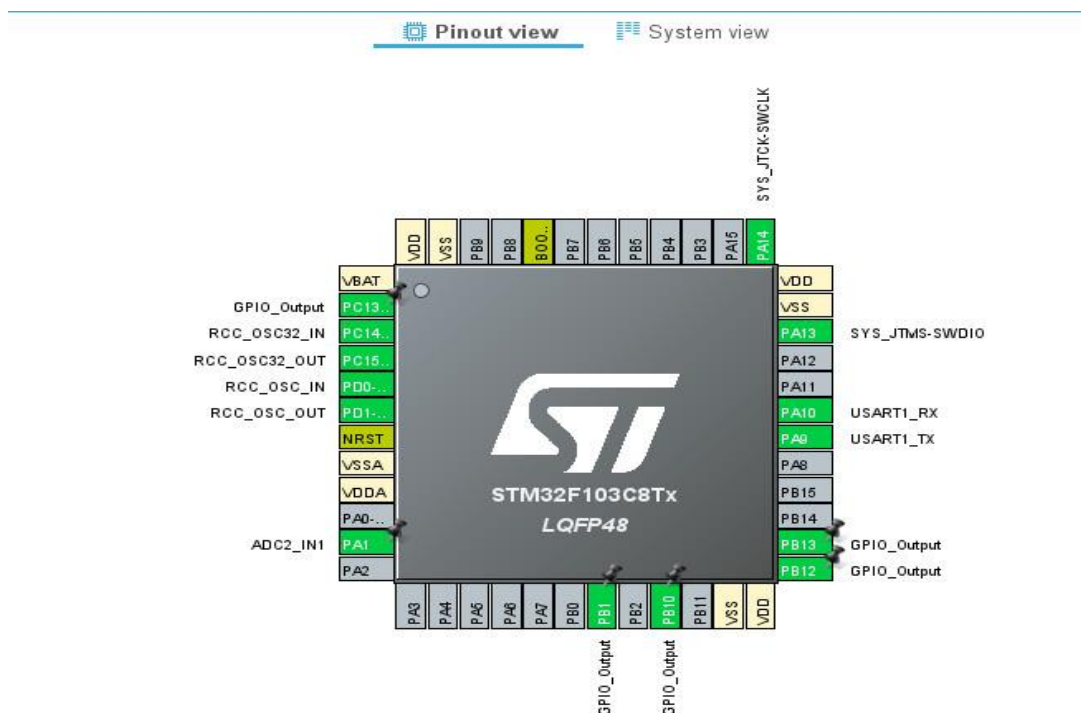 Pinout view
System view
SYS_JTCK-SWCLK
VDD
VSS
PB9
PB8
BOO..
PB7
PB6
PB5
PB4
PB3
PA15
PA14
VBAT
GPIO_Output PC13..
RCC_OSC32_IN PC14..
RCC_OSC32_OUT PC15..
RCC_OSC_IN PD0-..
RCC_OSC_OUT PD1-..
NRST
VSSA
VDDA
PA0-..
ADC2_IN1 PA1
PA2
ST
STM32F103C8Tx
LQFP48
VDD
VSS
PA13 SYS_JTMS-SWDIO
PA12
PA11
PA10 USART1_RX
PA9 USART1_TX
PA8
PB15
PB14
PB13 GPIO_Output
PB12 GPIO_Output
PA3
PA4
PA5
PA6
PA7
PB0
PB1
PB2
PB10
PB11
VSS
VDD
GPIO_Output
GPIO_Output